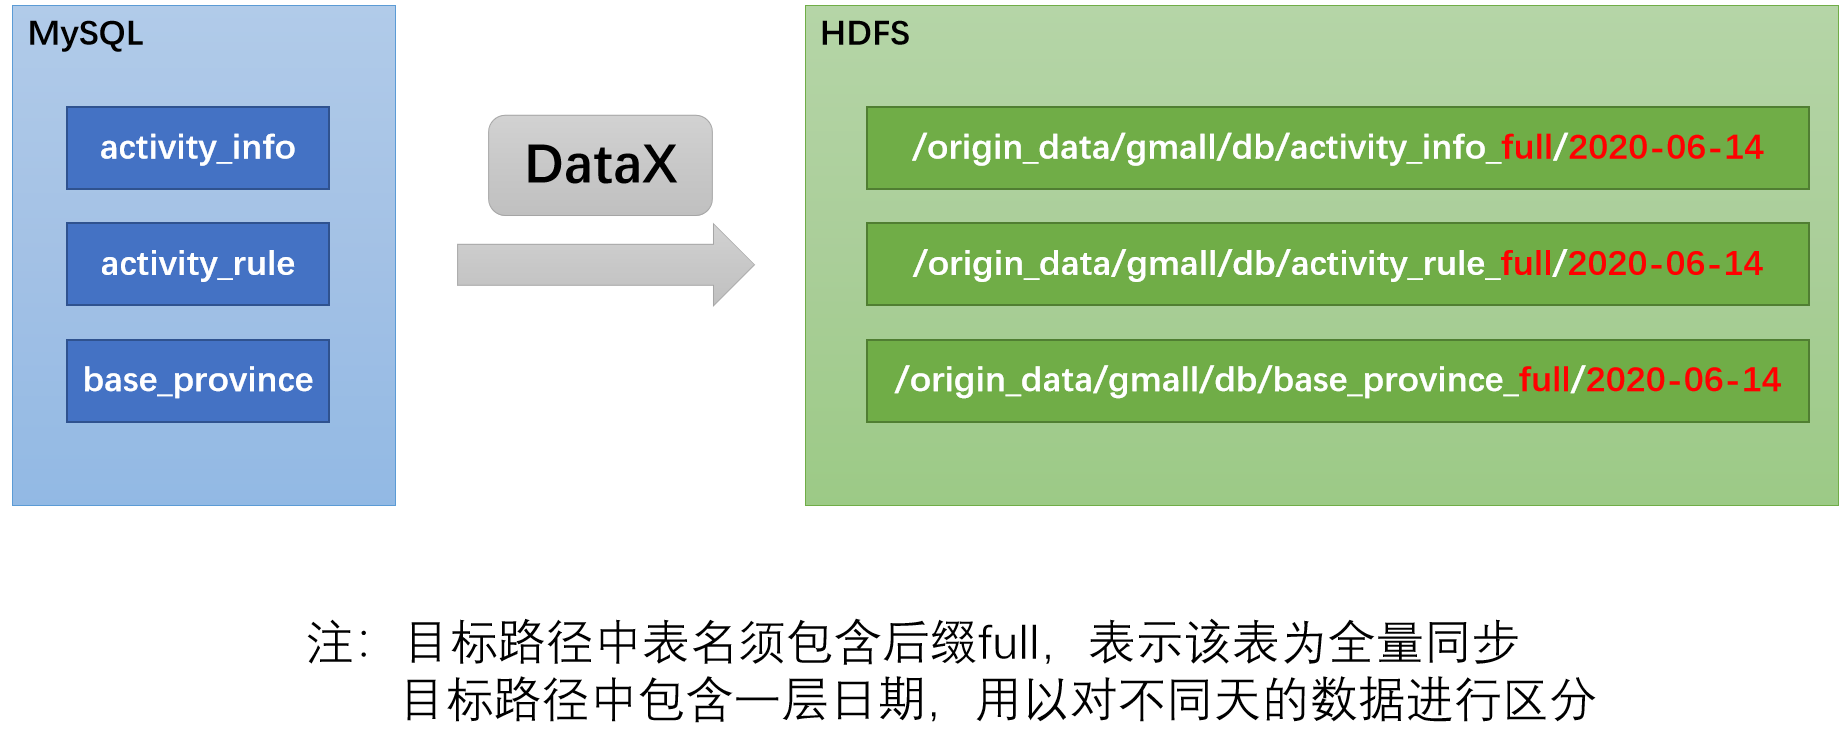 MySQL
activity_info
activity_rule
base_province
DataX
HDFS
/origin_data/gmall/db/activity_info_full/2020-06-14
/origin_data/gmall/db/activity_rule_full/2020-06-14
/origin_data/gmall/db/base_province_full/2020-06-14
注：目标路径中表名须包含后缀full，表示该表为全量同步
目标路径中包含一层日期，用以对不同天的数据进行区分